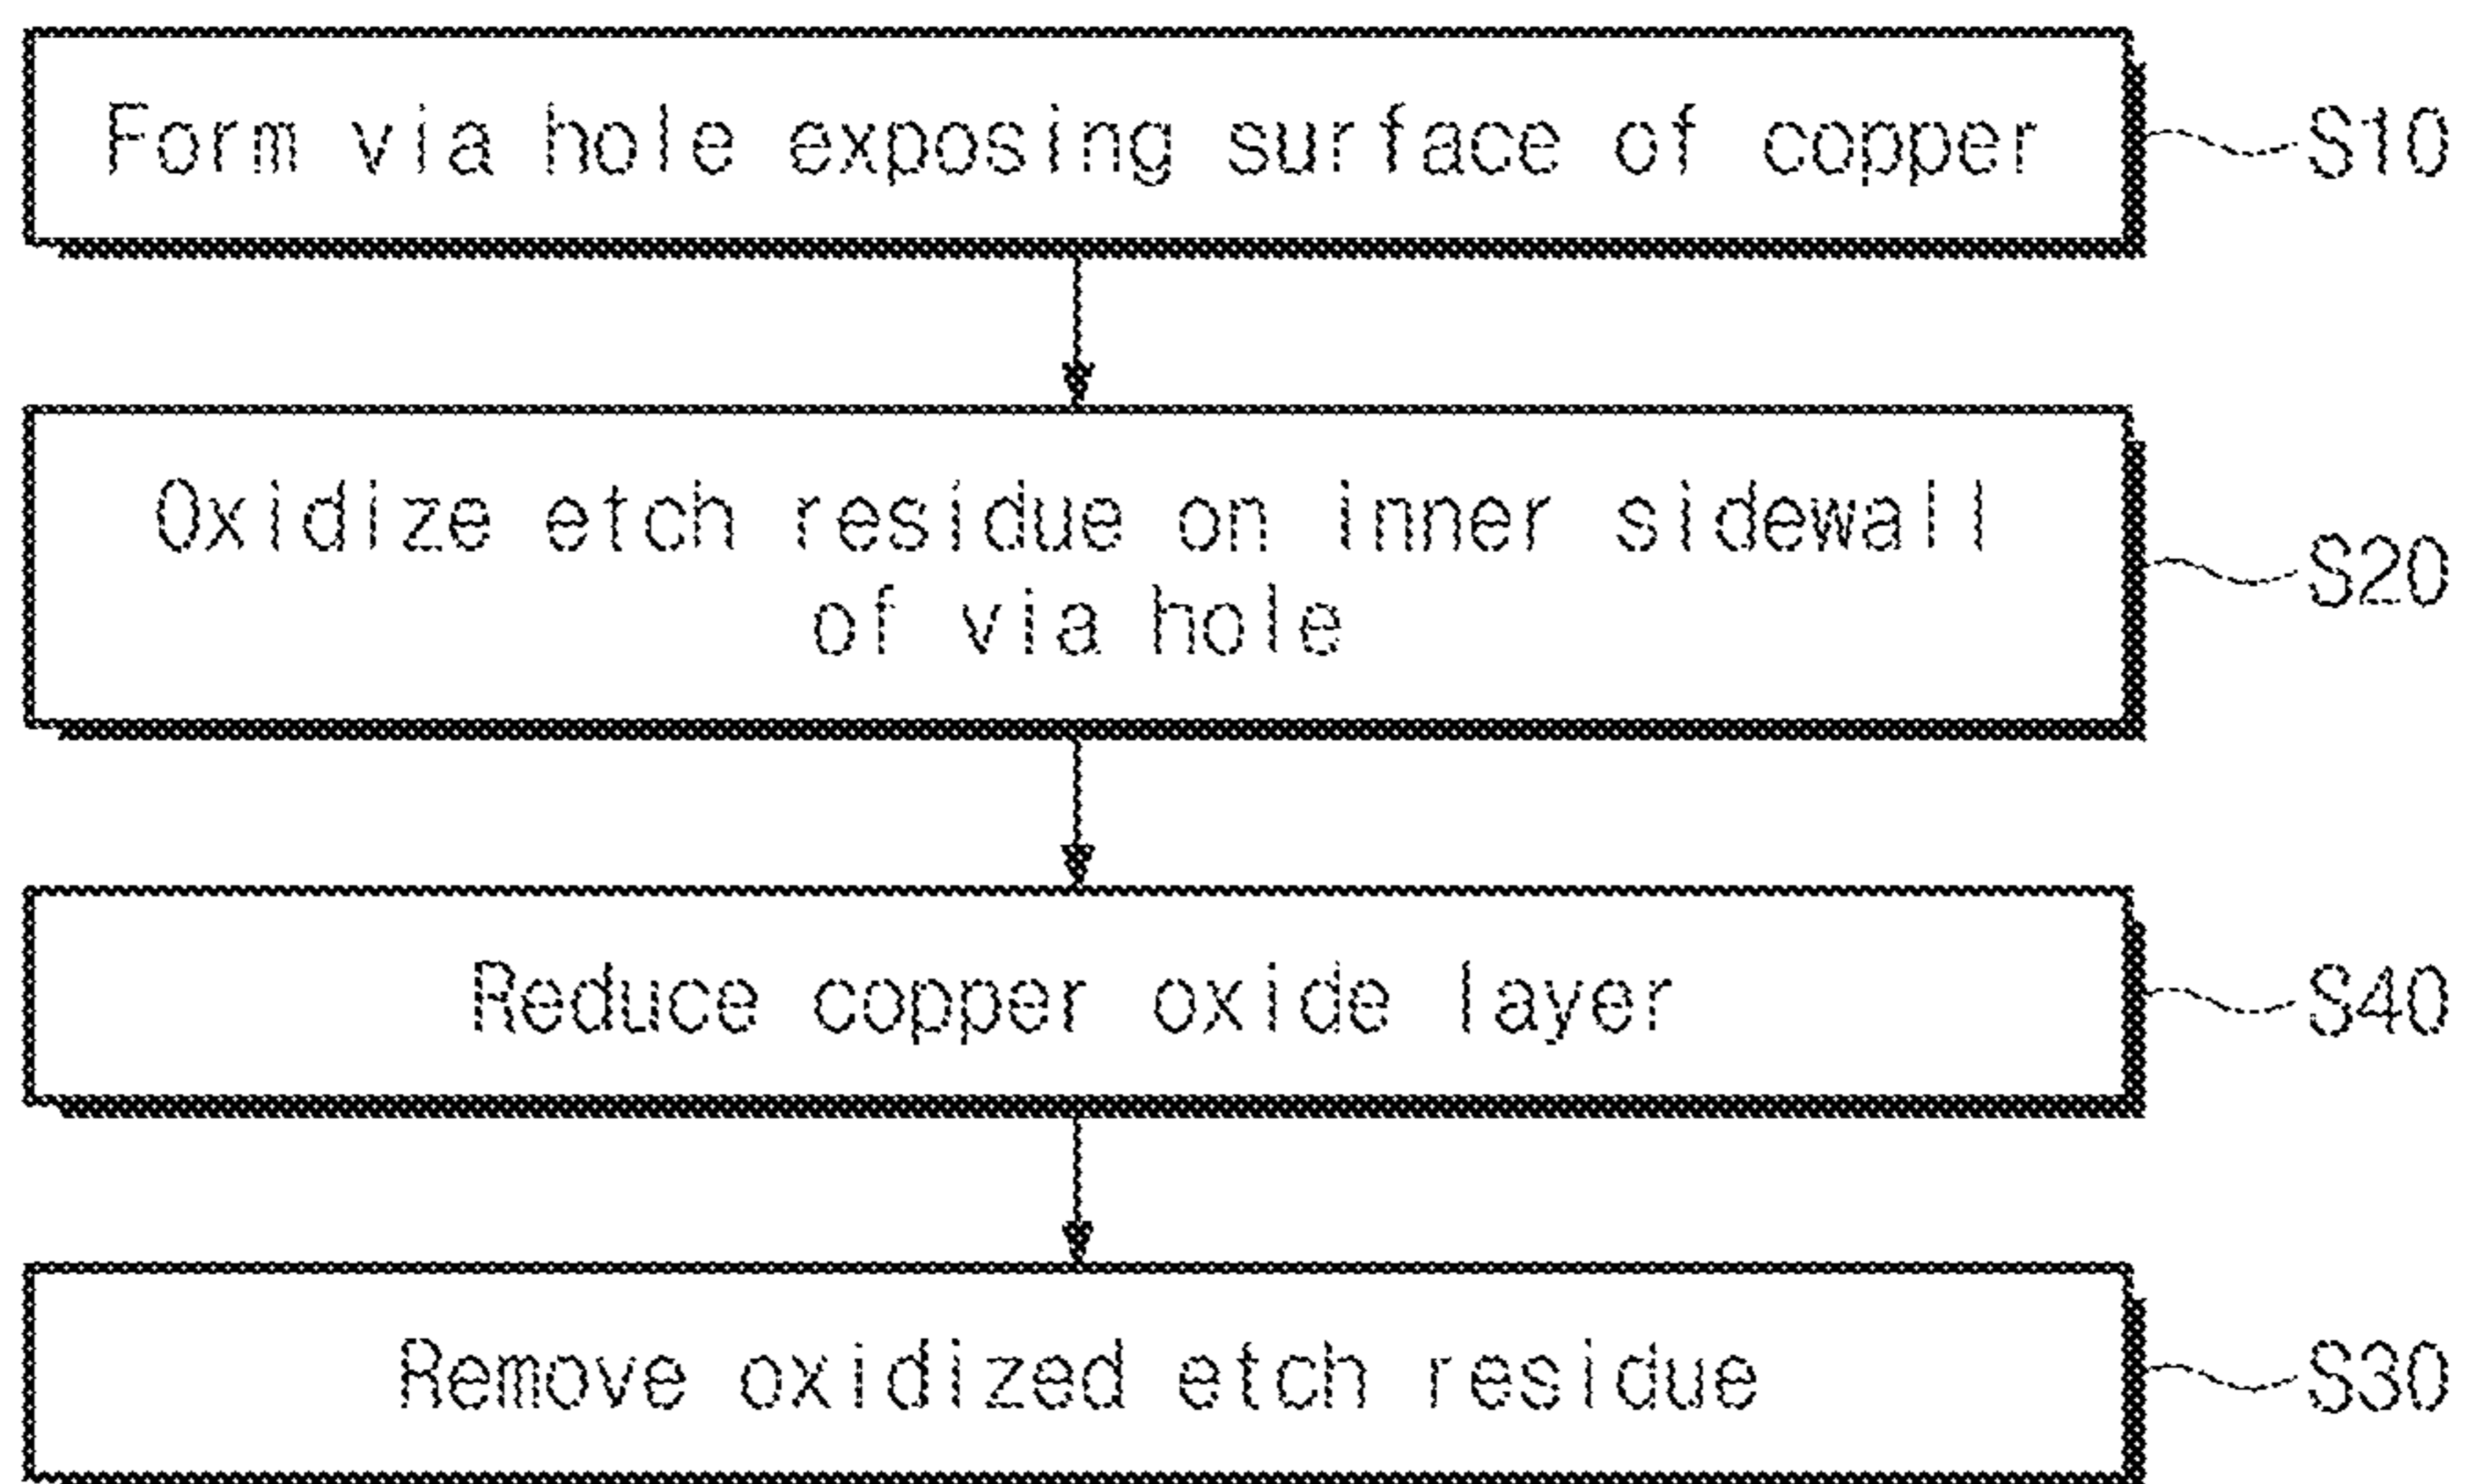 Form via hole exposing surface of copper
S10
Oxidize etch residue on inner sidewall
of via hole
S20
Reduce copper oxide layer
S40
Remove oxidized etch residue
S30